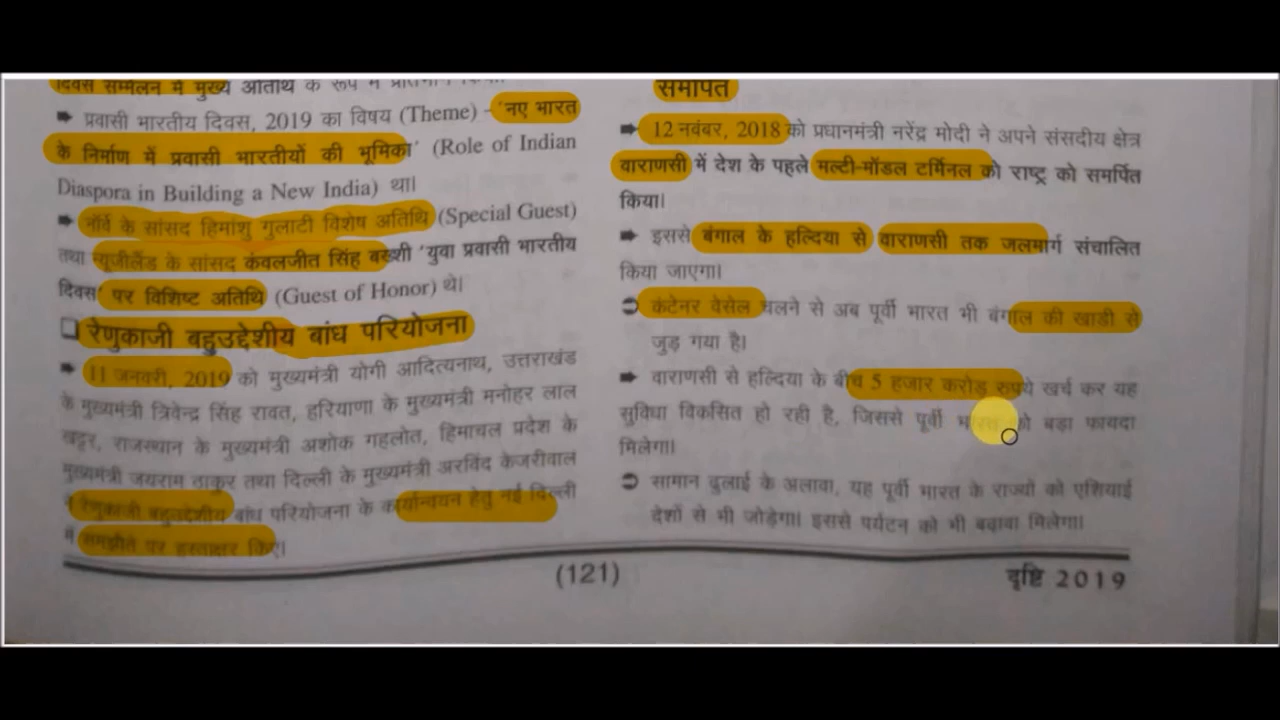 दिवस सम्मेलन में मुख्य अतिथि के रूप में
➡ प्रवासी भारतीय दिवस, 2019 का विषय (Theme) - 'नए भारत
के निर्माण में प्रवासी भारतीयों की भूमिका' (Role of Indian
Diaspora in Building a New India) था।
➡ नॉर्वे के सांसद हिमांशु गुलाटी विशेष अतिथि (Special Guest)
तथा न्यूजीलैंड के सांसद कंवलजीत सिंह बख्शी 'युवा प्रवासी भारतीय
दिवस' पर विशिष्ट अतिथि (Guest of Honor) थे।
❑ रेणुकाजी बहुउद्देशीय बांध परियोजना
➡ 11 जनवरी, 2019 को मुख्यमंत्री योगी आदित्यनाथ, उत्तराखंड
के मुख्यमंत्री त्रिवेन्द्र सिंह रावत, हरियाणा के मुख्यमंत्री मनोहर लाल
खट्टर, राजस्थान के मुख्यमंत्री अशोक गहलोत, हिमाचल प्रदेश के
मुख्यमंत्री जयराम ठाकुर तथा दिल्ली के मुख्यमंत्री अरविंद केजरीवाल
ने रेणुकाजी बहुउद्देशीय बांध परियोजना के कार्यान्वयन हेतु नई दिल्ली
में समझौते पर हस्ताक्षर किए।
समर्पित
➡ 12 नवंबर, 2018 को प्रधानमंत्री नरेंद्र मोदी ने अपने संसदीय क्षेत्र
वाराणसी में देश के पहले मल्टी-मॉडल टर्मिनल को राष्ट्र को समर्पित
किया।
➡ इससे बंगाल के हल्दिया से वाराणसी तक जलमार्ग संचालित
किया जाएगा।
➲ कंटेनर वेसेल चलने से अब पूर्वी भारत भी बंगाल की खाडी से
जुड़ गया है।
➡ वाराणसी से हल्दिया के बीच 5 हजार करोड़ रुपये खर्च कर यह
सुविधा विकसित हो रही है, जिससे पूर्वी भारत को बड़ा फायदा
मिलेगा।
➲ सामान ढुलाई के अलावा, यह पूर्वी भारत के राज्यों को एशियाई
देशों से भी जोड़ेगा। इससे पर्यटन को भी बढ़ावा मिलेगा।
(121)
दृष्टि 2019